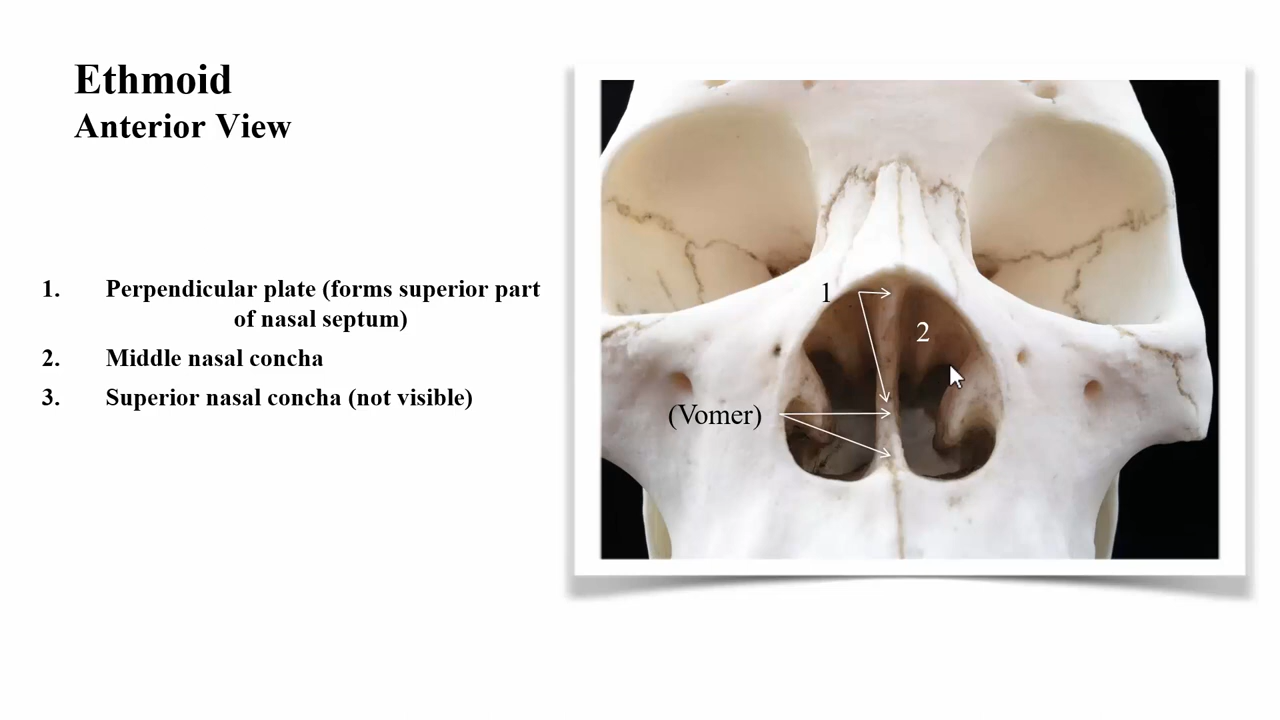 Ethmoid
Anterior View
1. Perpendicular plate (forms superior part
of nasal septum)
2. Middle nasal concha
3. Superior nasal concha (not visible)
1
2
(Vomer)